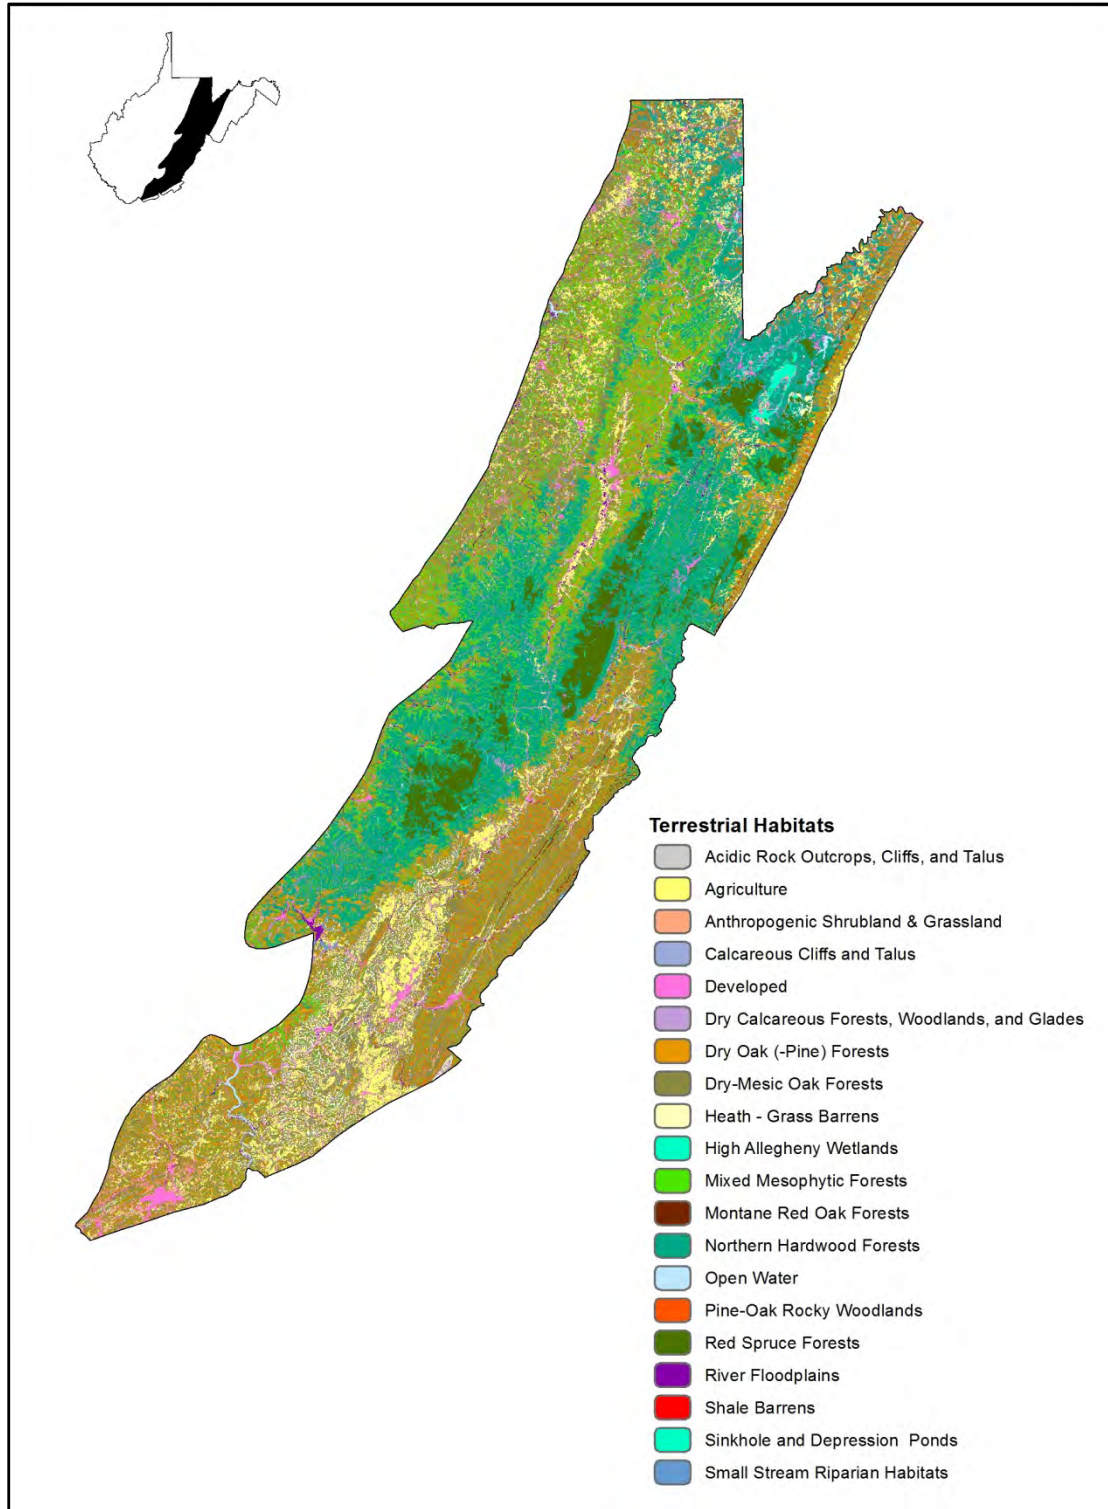 Terrestrial Habitats
Acidic Rock Outcrops, Cliffs, and Talus
Agriculture
Anthropogenic Shrubland & Grassland
Calcareous Cliffs and Talus
Developed
Dry Calcareous Forests, Woodlands, and Glades
Dry Oak (-Pine) Forests
Dry-Mesic Oak Forests
Heath - Grass Barrens
High Allegheny Wetlands
Mixed Mesophytic Forests
Montane Red Oak Forests
Northern Hardwood Forests
Open Water
Pine-Oak Rocky Woodlands
Red Spruce Forests
River Floodplains
Shale Barrens
Sinkhole and Depression Ponds
Small Stream Riparian Habitats